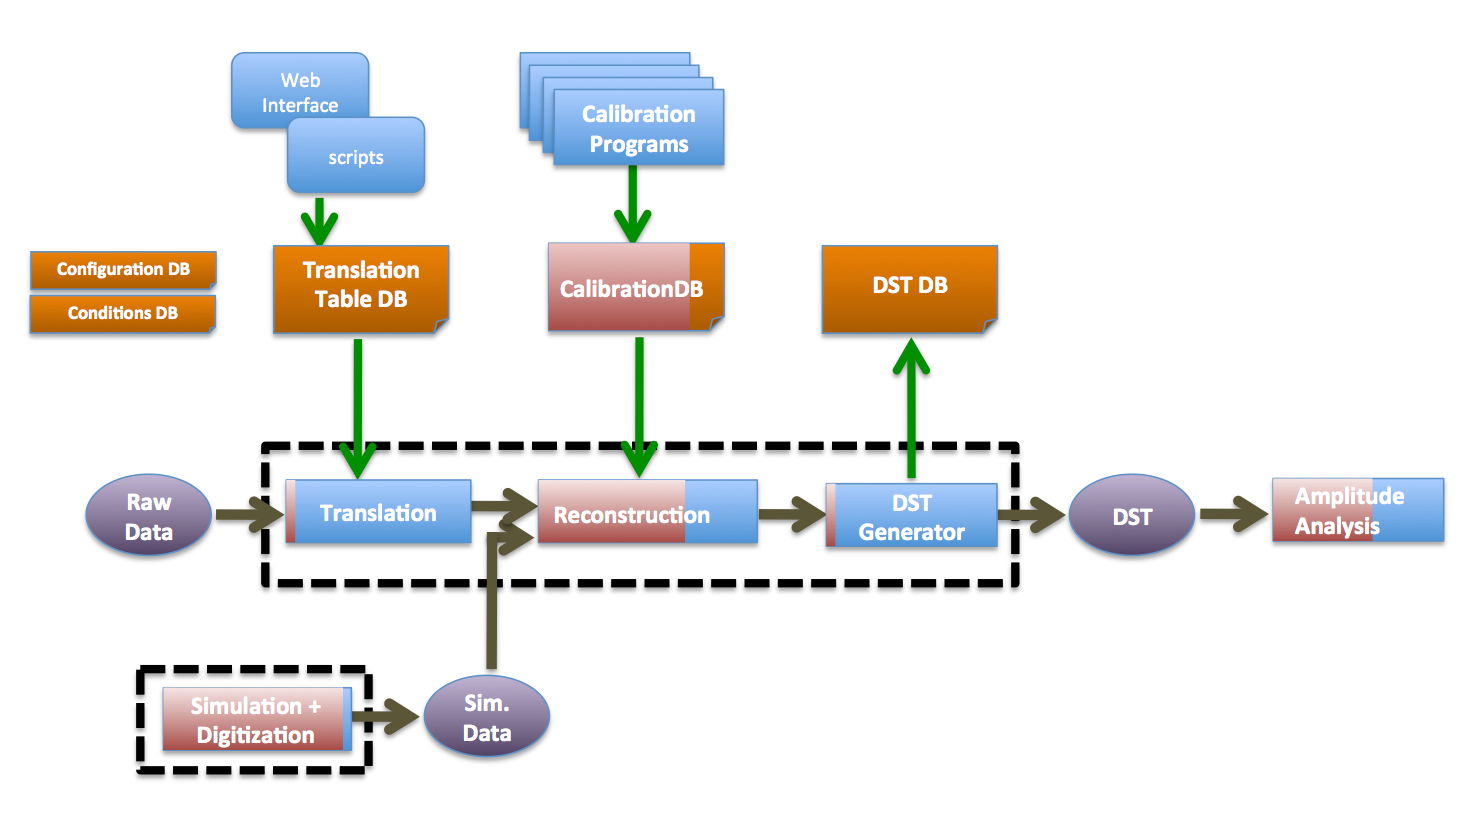 Web
Interface
scripts
Calibration
Programs
Configuration DB
Conditions DB
Translation
Table DB
CalibrationDB
DST DB
Raw
Data
Translation
Reconstruction
DST
Generator
DST
Amplitude
Analysis
Simulation +
Digitization
Sim.
Data